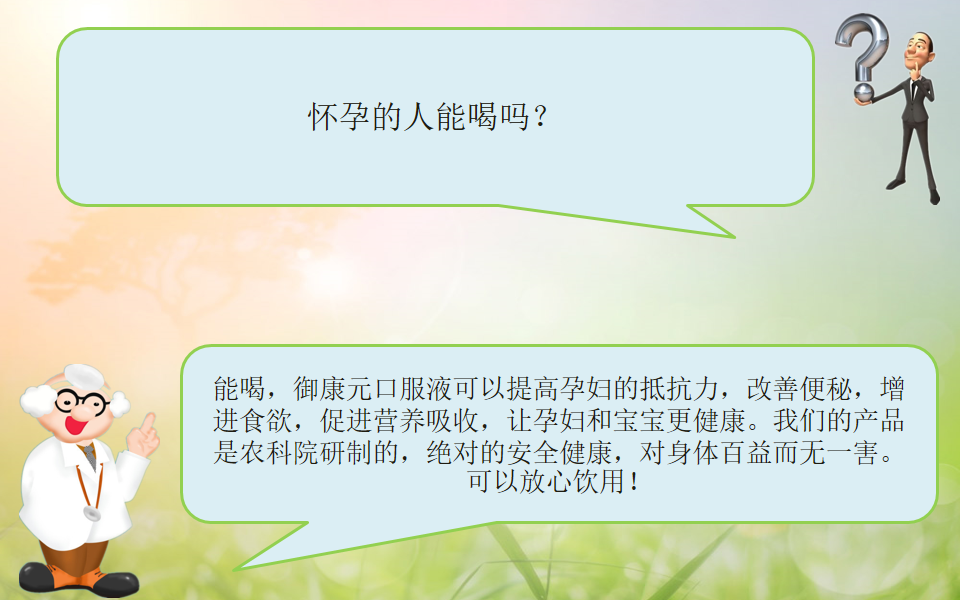 怀孕的人能喝吗？
能喝，御康元口服液可以提高孕妇的抵抗力，改善便秘，增
进食欲，促进营养吸收，让孕妇和宝宝更健康。我们的产品
是农科院研制的，绝对的安全健康，对身体百益而无一害。
可以放心饮用！